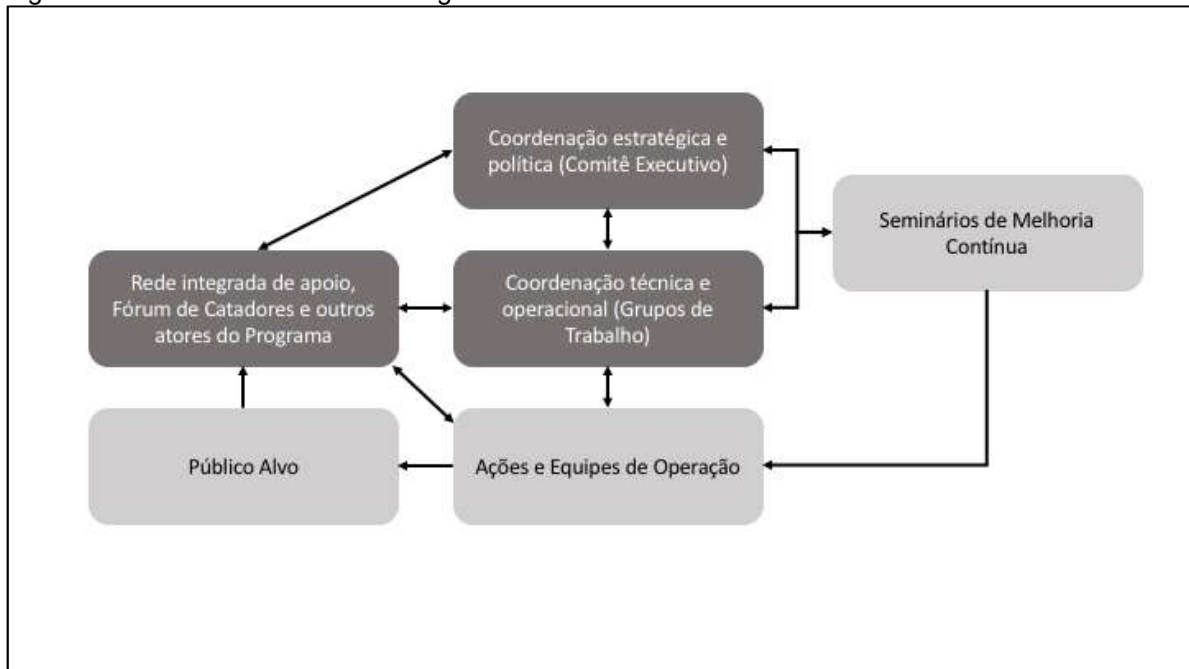 Coordenação estratégica e
política (Comitê Executivo)
Seminários de Melhoria
Contínua
Rede integrada de apoio,
Fórum de Catadores e outros
atores do Programa
Coordenação técnica e
operacional (Grupos de
Trabalho)
Público Alvo
Ações e Equipes de Operação